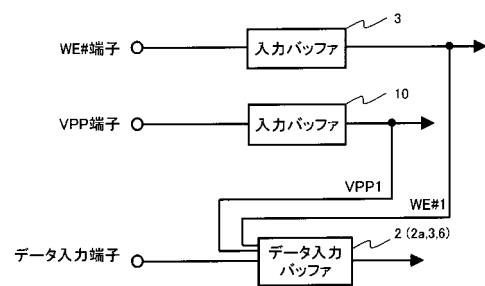 3
WE#端子
入力バッファ
10
VPP端子
入力バッファ
VPP1
WE#1
2 (2a,3,6)
データ入力端子
データ入力
バッファ